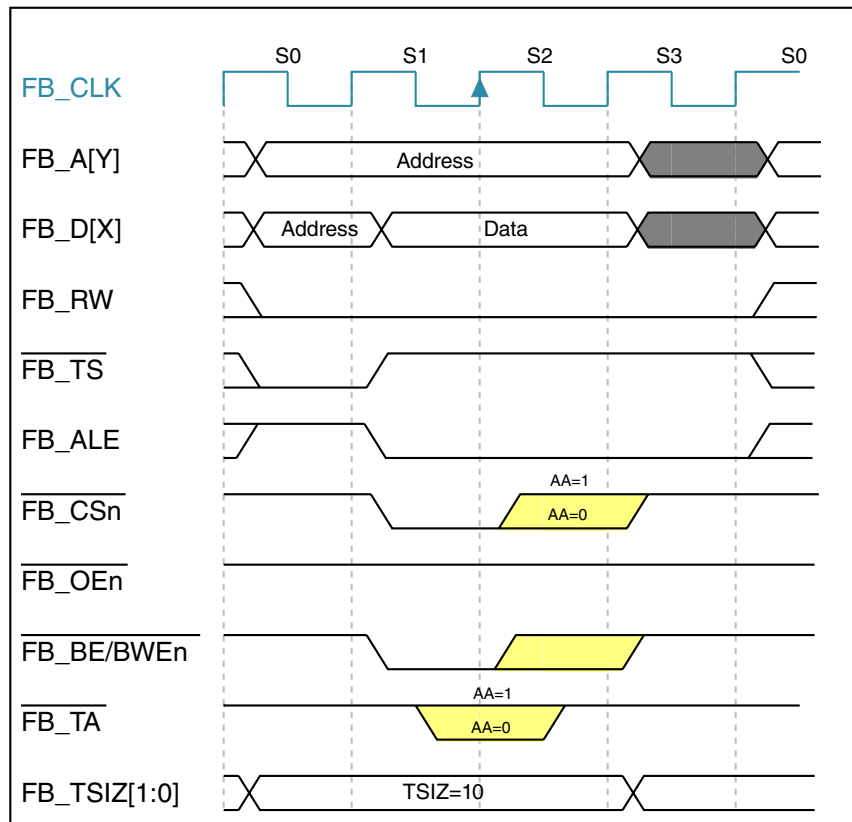 S0 S1 S2 S3 S0
FB_CLK
FB_A[Y] Address
FB_D[X] Address Data
FB_RW
FB_TS
FB_ALE
AA=1
FB_CSn AA=0
FB_OEn
FB_BE/BWEn
AA=1
FB_TA AA=0
FB_TSIZ[1:0] TSIZ=10